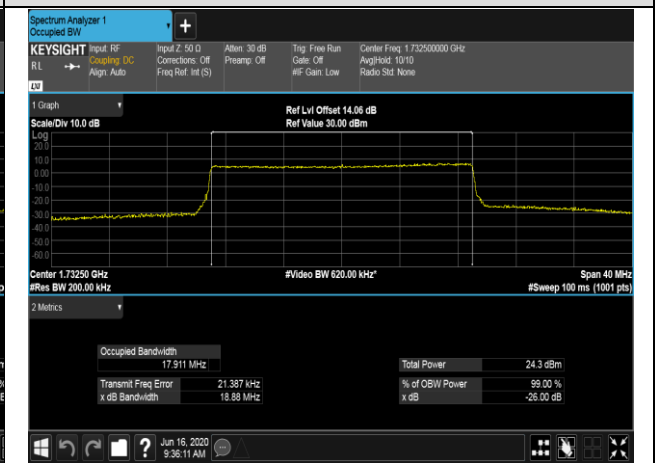 Spectrum Analyzer 1
Occupied BW
+
KEYSIGHT
RL
LXI
Input: RF
Coupling: DC
Align: Auto
Input Z: 50 Ω
Corrections: Off
Freq Ref: Int (S)
Atten: 30 dB
Preamp: Off
Trig: Free Run
Gate: Off
#IF Gain: Low
Center Freq: 1.732500000 GHz
Avg|Hold: 10/10
Radio Std: None
1 Graph
Scale/Div 10.0 dB
Ref Lvl Offset 14.06 dB
Ref Value 30.00 dBm
Log
20.0
10.0
0.00
-10.0
-20.0
-30.0
-40.0
-50.0
-60.0
Center 1.73250 GHz
#Video BW 620.00 kHz*
Span 40 MHz
#Res BW 200.00 kHz
#Sweep 100 ms (1001 pts)
2 Metrics
Occupied Bandwidth
17.911 MHz
Total Power 24.3 dBm
Transmit Freq Error 21.387 kHz
% of OBW Power 99.00 %
x dB Bandwidth 18.88 MHz
x dB -26.00 dB
?
Jun 16, 2020
9:36:11 AM